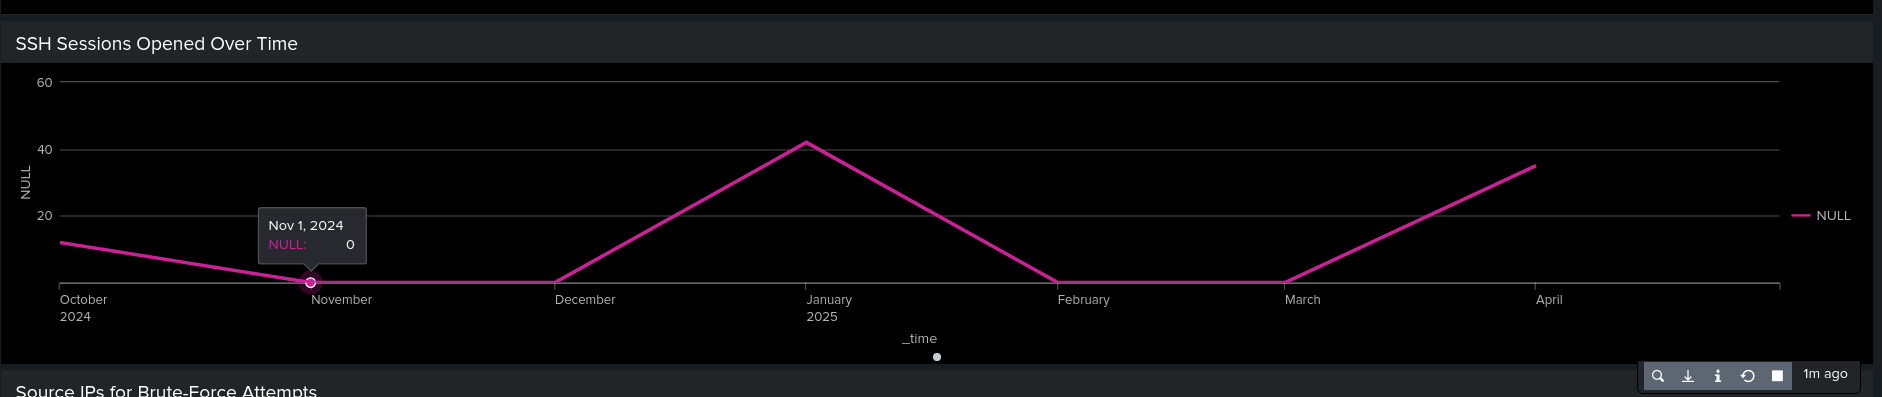 SSH Sessions Opened Over Time
60
40
20
NULL
Nov 1, 2024
NULL: 0
NULL
October November December January February March April
2024 2025
_time
1m ago
Source IPs for Brute-Force Attempts